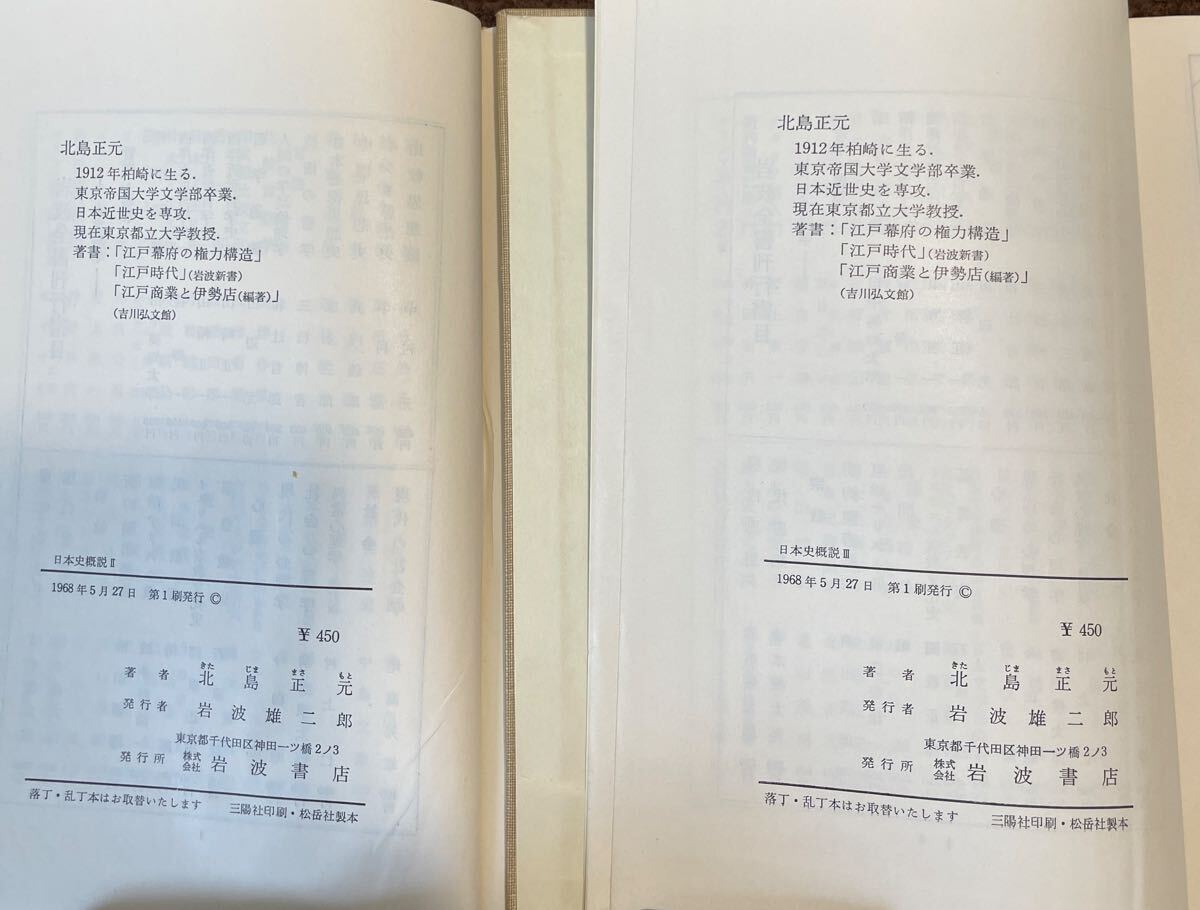 北島正元
1912年柏崎に生る.
東京帝国大学文学部卒業.
日本近世史を専攻.
現在東京都立大学教授.
著書:「江戸幕府の権力構造」
「江戸時代」(岩波新書)
「江戸商業と伊勢店(編著)」
(吉川弘文館)
日本史概説 II
1968年5月27日 第1刷発行 ©
¥ 450
きた じま まさ もと
著者 北島正元
発行者 岩波雄二郎
東京都千代田区神田一ツ橋2ノ3
発行所 株式会社 岩波書店
落丁・乱丁本はお取替いたします 三陽社印刷・松岳社製本
北島正元
1912年柏崎に生る.
東京帝国大学文学部卒業.
日本近世史を専攻.
現在東京都立大学教授.
著書:「江戸幕府の権力構造」
「江戸時代」(岩波新書)
「江戸商業と伊勢店(編著)」
(吉川弘文館)
日本史概説 III
1968年5月27日 第1刷発行 ©
¥ 450
きた じま まさ もと
著者 北島正元
発行者 岩波雄二郎
東京都千代田区神田一ツ橋2ノ3
発行所 株式会社 岩波書店
落丁・乱丁本はお取替いたします 三陽社印刷・松岳社製本